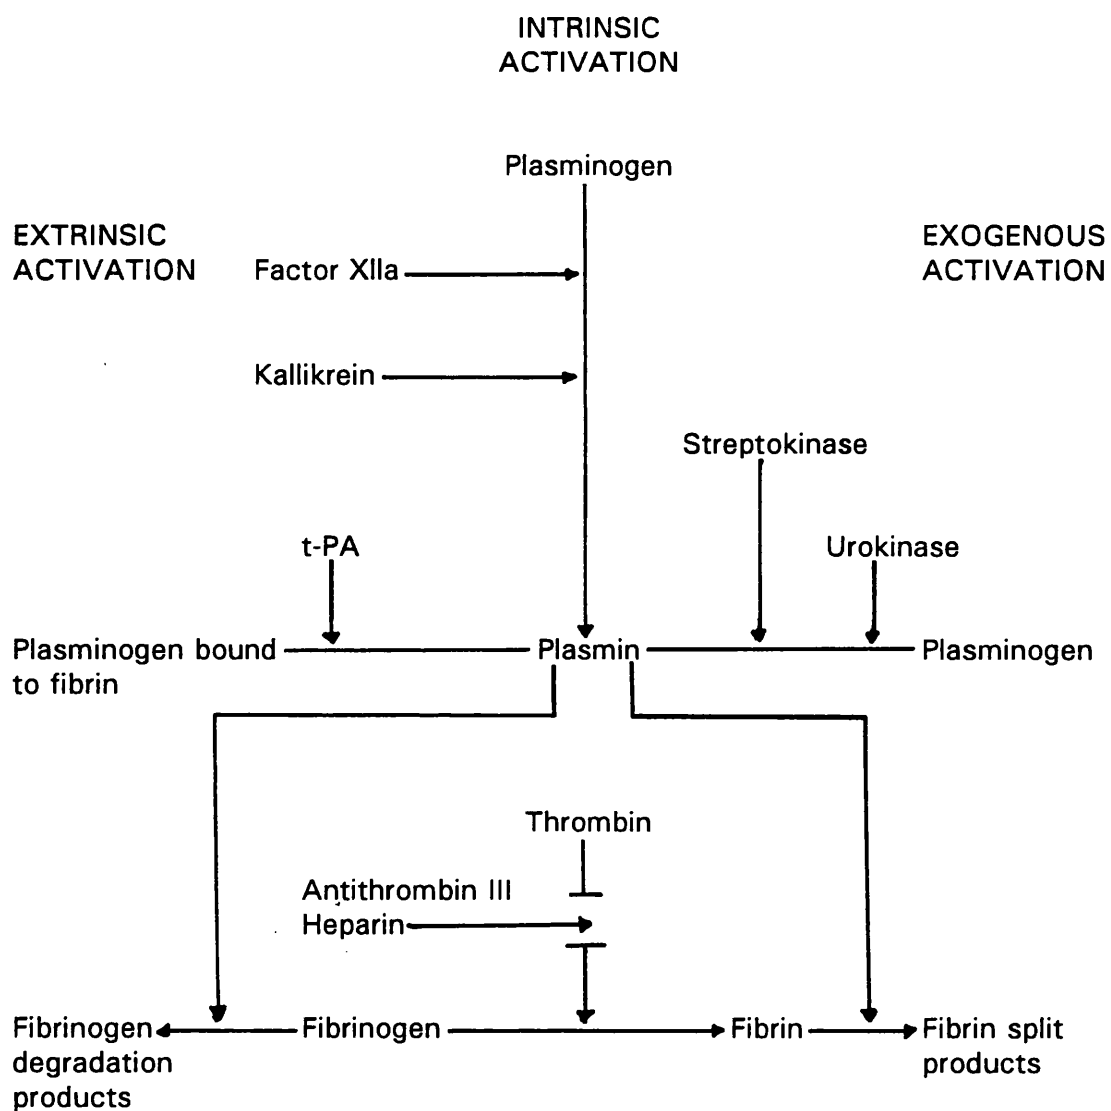 INTRINSIC
ACTIVATION
Plasminogen
EXTRINSIC
ACTIVATION
EXOGENOUS
ACTIVATION
Factor XIIa
Kallikrein
Streptokinase
t-PA
Urokinase
Plasminogen bound
to fibrin
Plasmin
Plasminogen
Thrombin
Antithrombin III
Heparin
Fibrinogen
degradation
products
Fibrinogen
Fibrin
Fibrin split
products